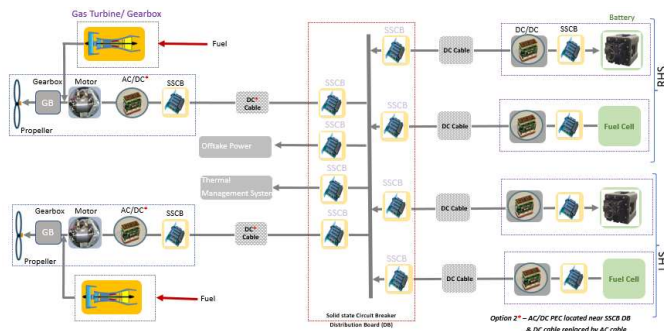 Gas Turbine/ Gearbox
Battery
Fuel
DC/DC
SSCB
SSCB
DC Cable
Gearbox
Motor
AC/DC*
SSCB
GB
DC*
Cable
SSCB
RHS
Propeller
SSCB
DC Cable
Fuel Cell
Offtake Power
SSCB
Thermal
Management System
SSCB
SSCB
DC Cable
Gearbox
Motor
AC/DC*
SSCB
GB
DC*
Cable
SSCB
LHS
Propeller
SSCB
DC Cable
Fuel Cell
Fuel
Solid state Circuit Breaker
Distribution Board (DB)
Option 2* – AC/DC PEC located near SSCB DB
& DC cable replaced by AC cable